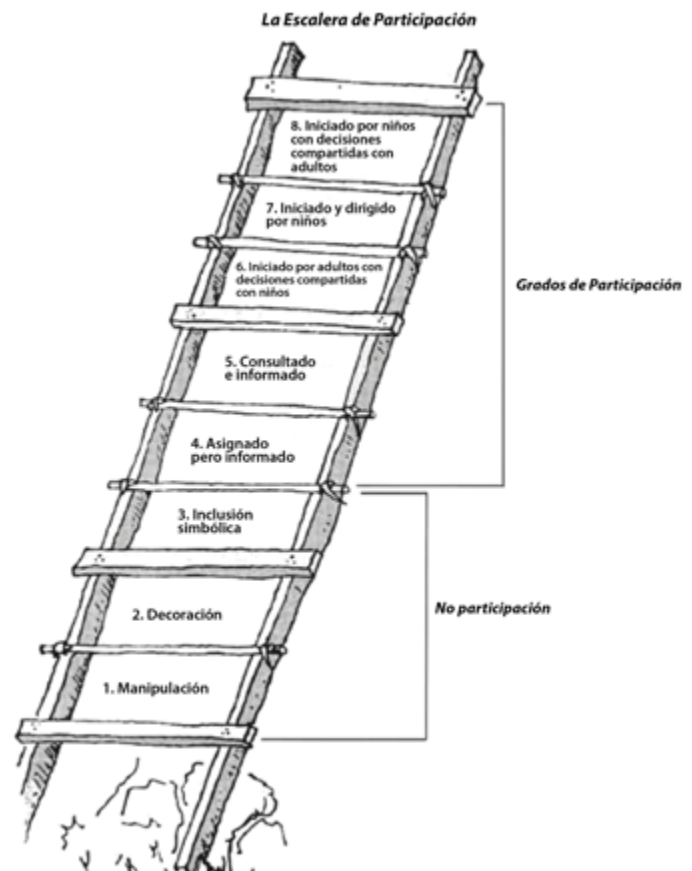 La Escalera de Participación
8. Iniciado por niños
con decisiones
compartidas con
adultos
7. Iniciado y dirigido
por niños
6. Iniciado por adultos con
decisiones compartidas
con niños
Grados de Participación
5. Consultado
e informado
4. Asignado
pero informado
3. Inclusión
simbólica
2. Decoración
No participación
1. Manipulación